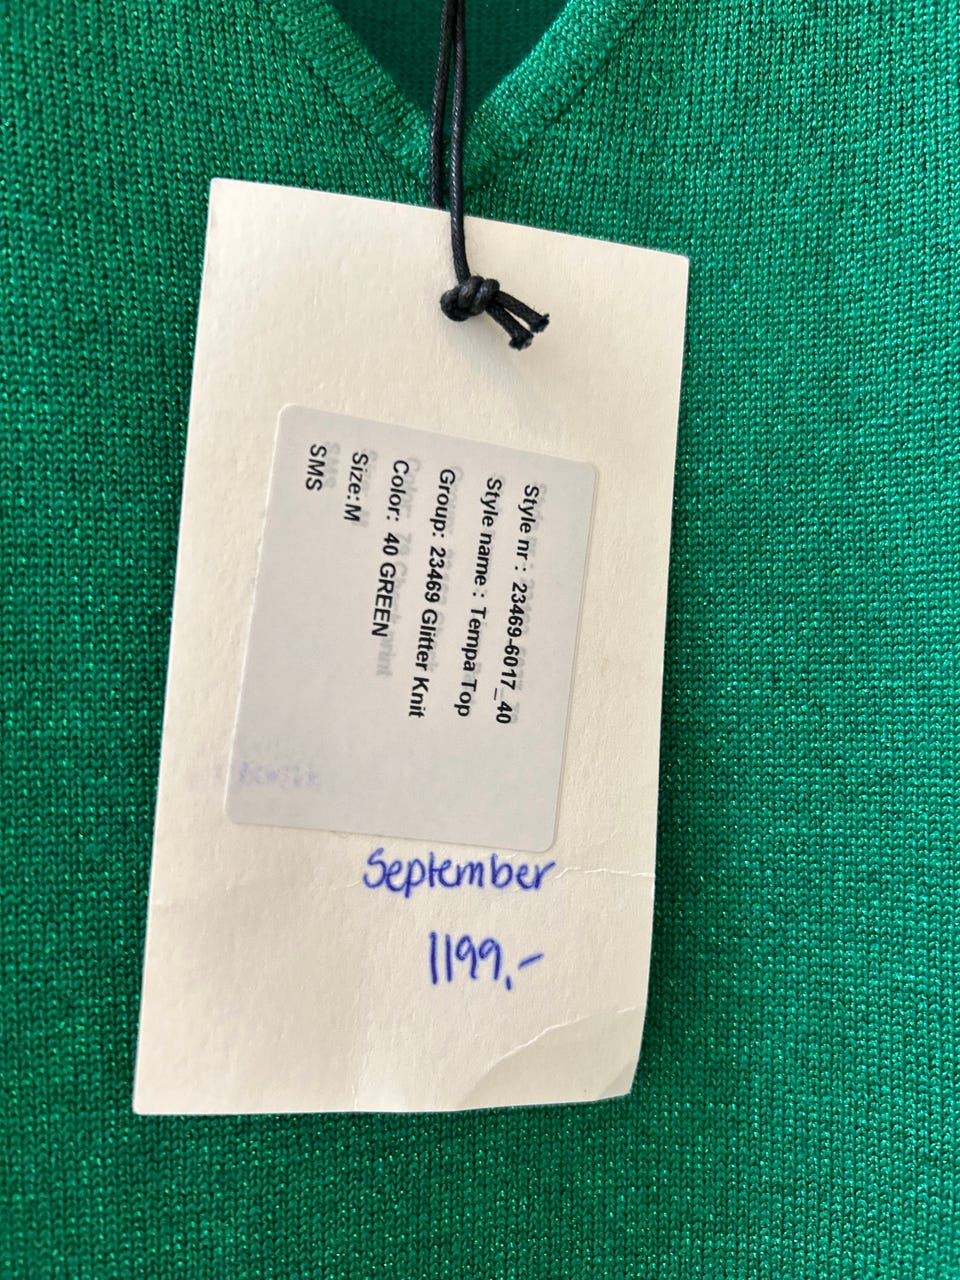 Style nr : 23469-6017_40
Style name : Tempa Top
Group: 23469 Glitter Knit
Color: 40 GREEN
Size: M
SMS
September
1199.-